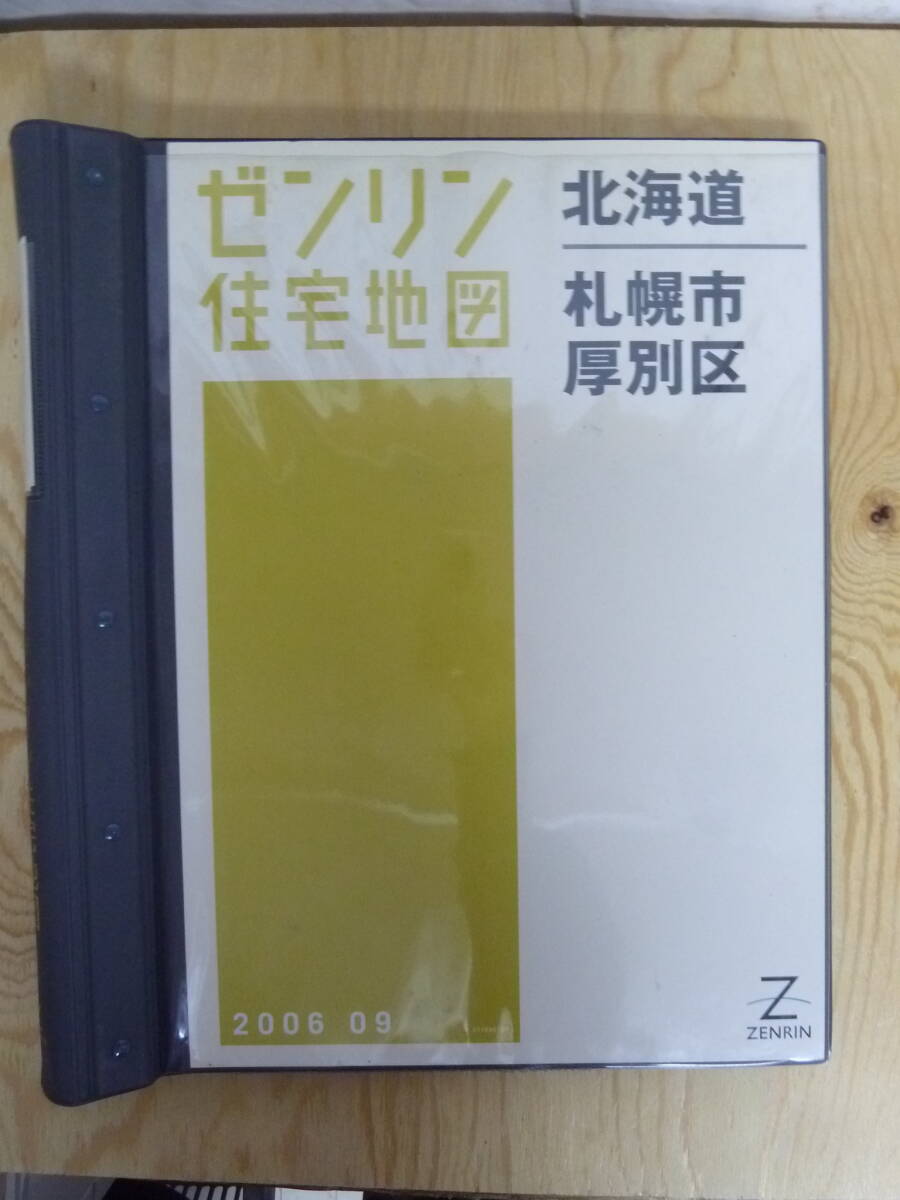 ゼンリン
住宅地図
北海道
札幌市
厚別区
2006 09
ZENRIN